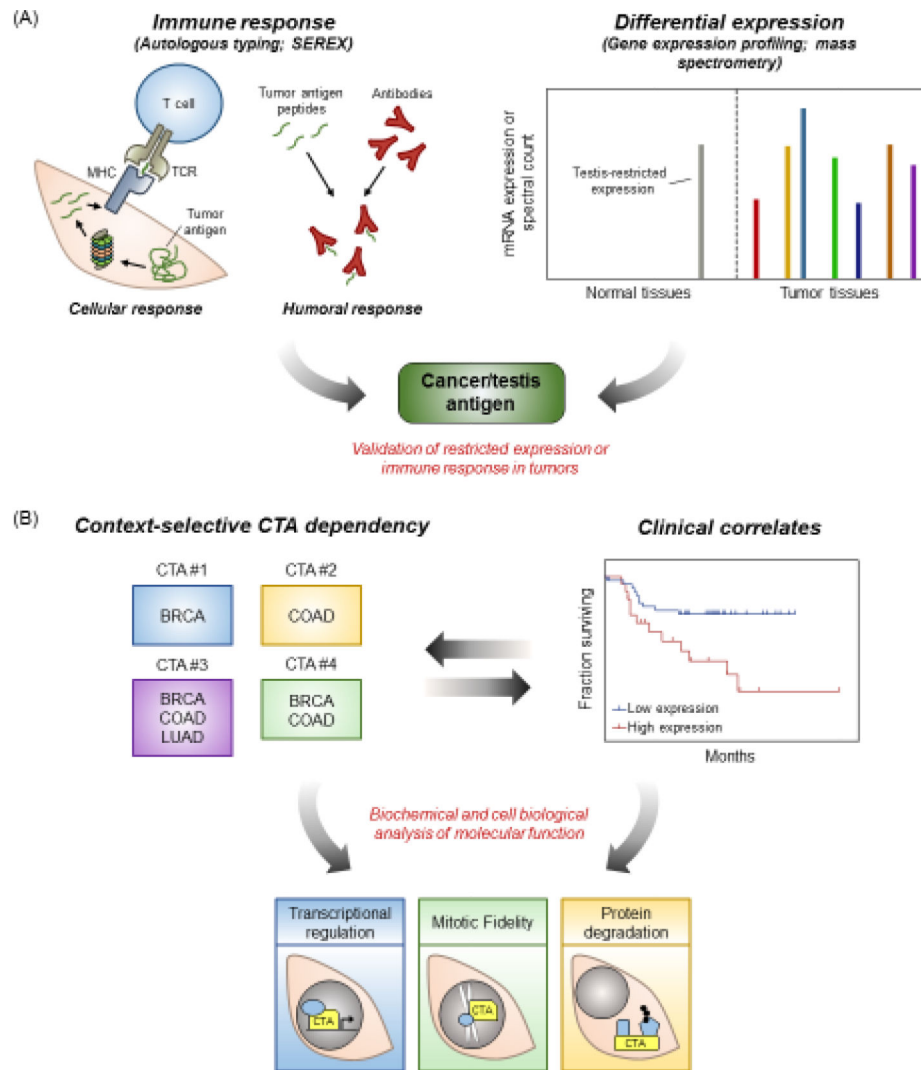 (A)
Immune response
(Autologous typing; SEREX)
T cell
MHC
TCR
Tumor
antigen
Cellular response
Tumor antigen
peptides
Antibodies
Humoral response
Differential expression
(Gene expression profiling; mass
spectrometry)
mRNA expression or
spectral count
Testis-restricted
expression
Normal tissues
Tumor tissues
Cancer/testis
antigen
Validation of restricted expression or
immune response in tumors
(B)
Context-selective CTA dependency
CTA #1
CTA #2
BRCA
COAD
CTA #3
CTA #4
BRCA
COAD
LUAD
BRCA
COAD
Clinical correlates
Fraction surviving
Low expression
High expression
Months
Biochemical and cell biological
analysis of molecular function
Transcriptional
regulation
CTA
Mitotic Fidelity
CTA
Protein
degradation
CTA